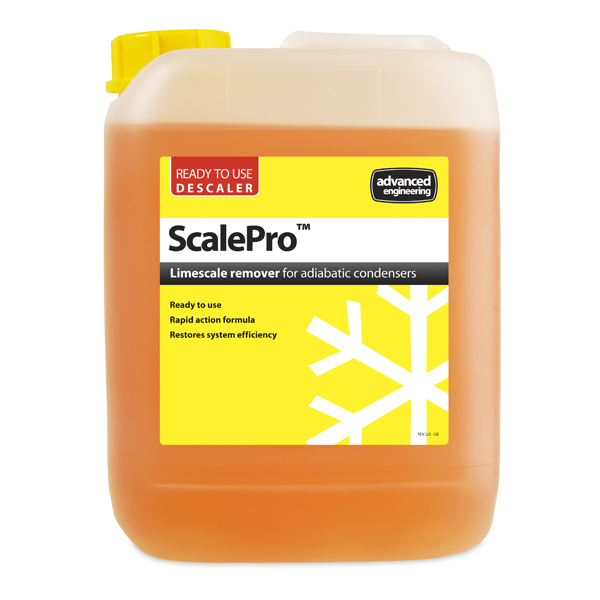 READY TO USE
DESCALER
advanced
engineering
ScalePro™
Limescale remover for adiabatic condensers
Ready to use
Rapid action formula
Restores system efficiency